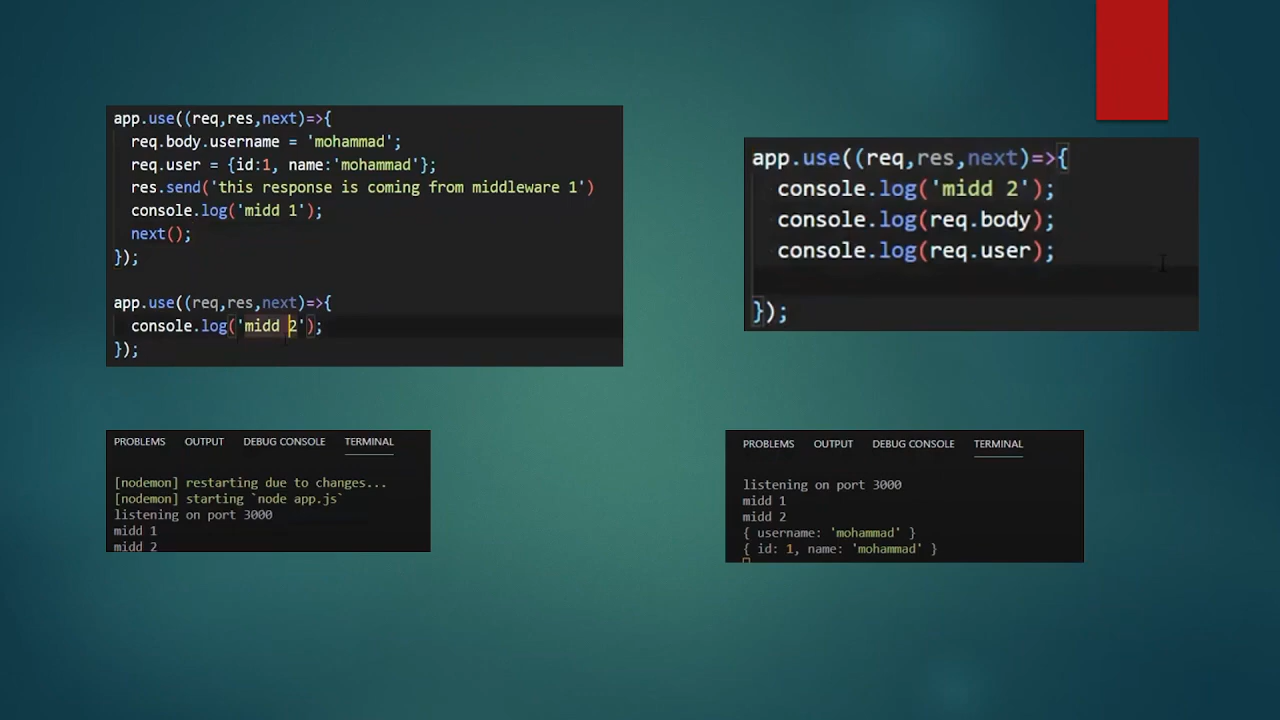 app.use((req,res,next)=>{
req.body.username = 'mohammad';
req.user = {id:1, name:'mohammad'};
res.send('this response is coming from middleware 1')
console.log('midd 1');
next();
});
app.use((req,res,next)=>{
console.log('midd 2');
});
app.use((req,res,next)=>{
console.log('midd 2');
console.log(req.body);
console.log(req.user);
});
PROBLEMS OUTPUT DEBUG CONSOLE TERMINAL
[nodemon] restarting due to changes...
[nodemon] starting `node app.js`
listening on port 3000
midd 1
midd 2
PROBLEMS OUTPUT DEBUG CONSOLE TERMINAL
listening on port 3000
midd 1
midd 2
{ username: 'mohammad' }
{ id: 1, name: 'mohammad' }